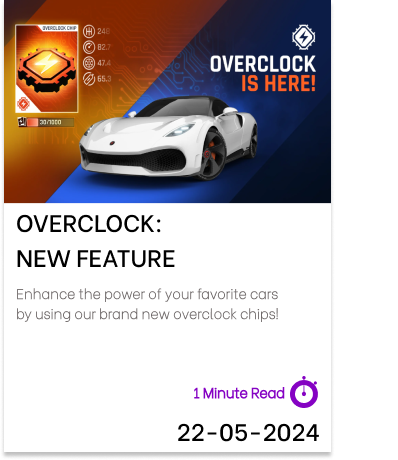 OVERCLOCK CHIP
248
82.7
47.4
65.3
30/1000
OVERCLOCK
IS HERE!
OVERCLOCK:
NEW FEATURE
Enhance the power of your favorite cars
by using our brand new overclock chips!
1 Minute Read
22-05-2024